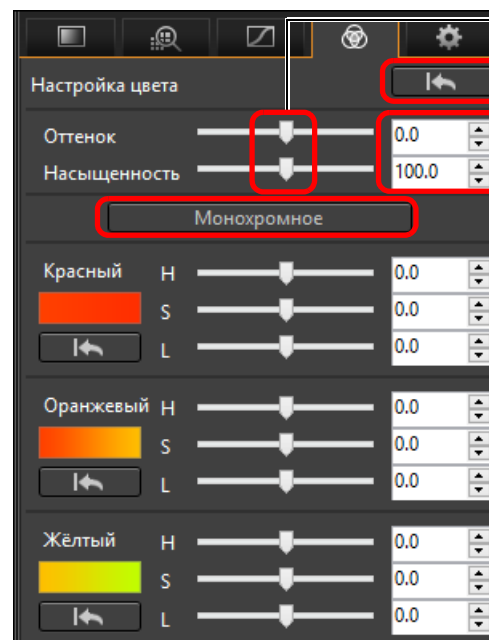 Настройка цвета
Оттенок 0.0
Насыщенность 100.0
Монохромное
Красный H 0.0
S 0.0
L 0.0
Оранжевый H 0.0
S 0.0
L 0.0
Жёлтый H 0.0
S 0.0
L 0.0